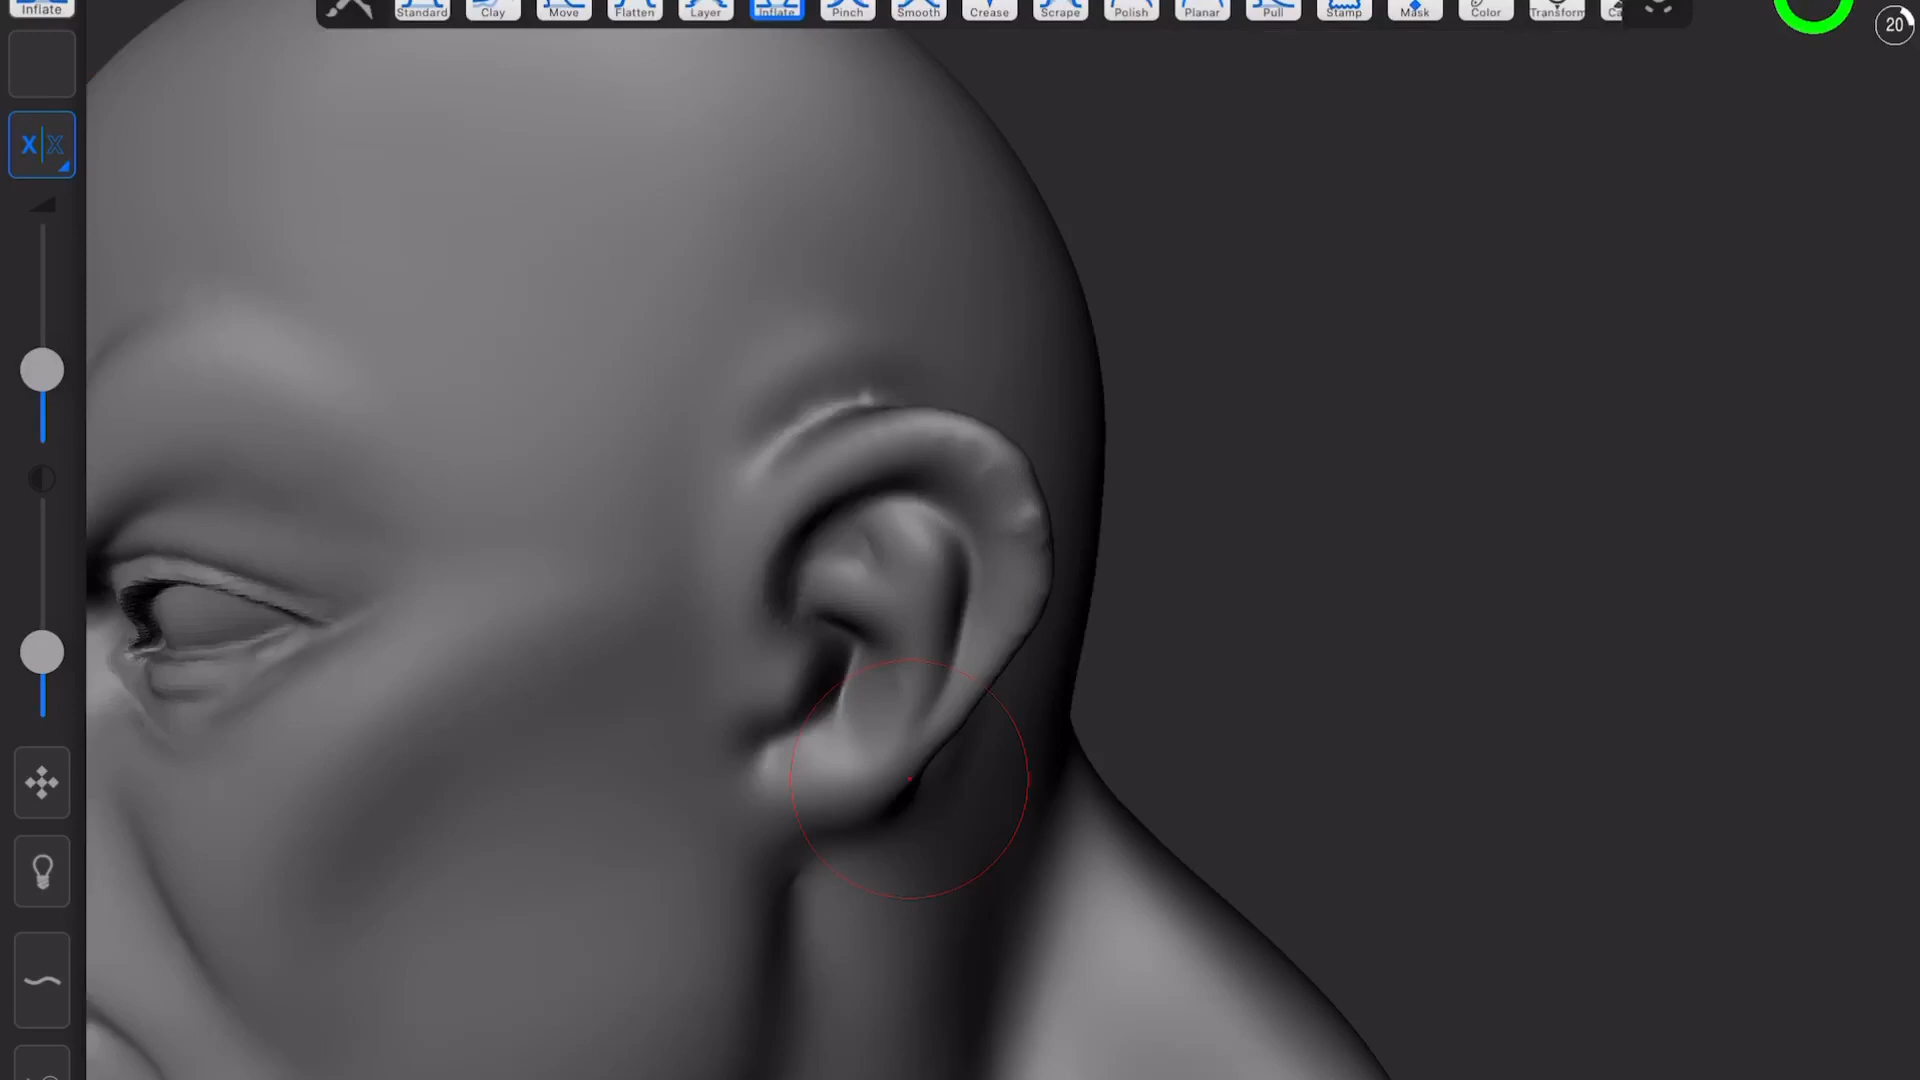 Inflate
Standard Clay Move Flatten Layer Inflate Pinch Smooth Crease Scrape Polish Planar Pull Stamp Mask Color Transform
20
X X